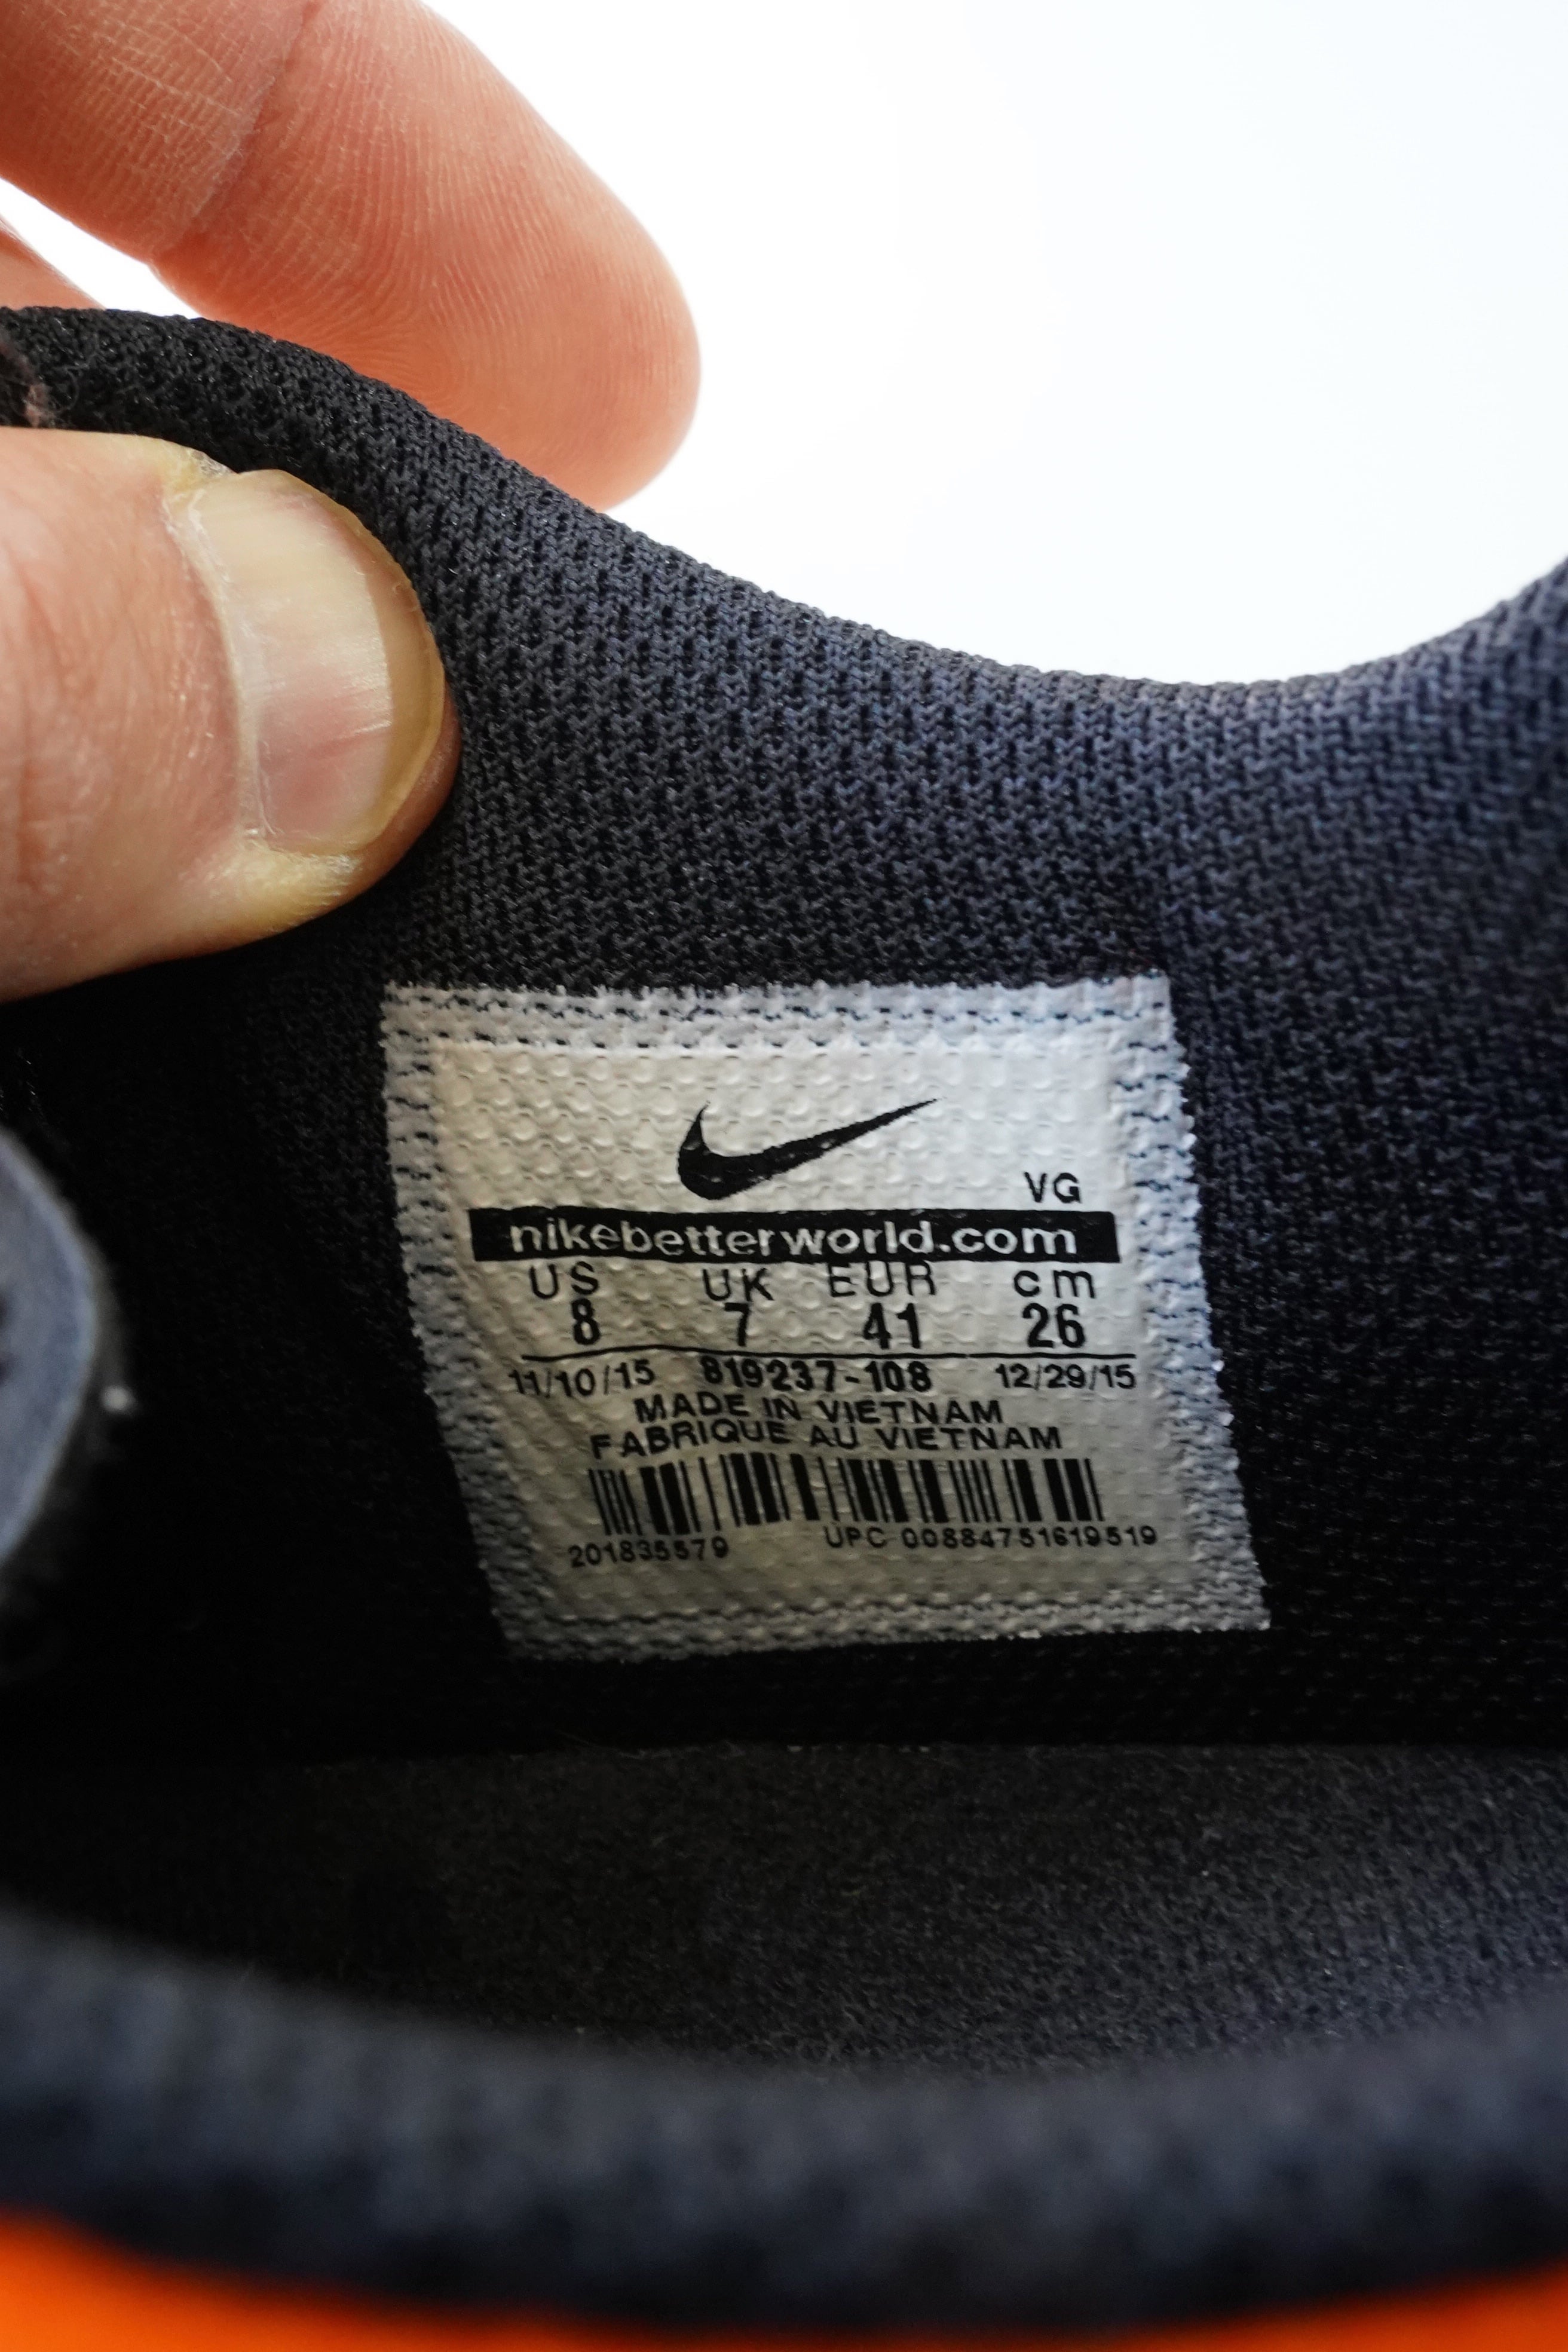 VG
nikebetterworld.com
US UK EUR cm
8 7 41 26
11/10/15 819237-108 12/29/15
MADE IN VIETNAM
FABRIQUE AU VIETNAM
201835579 UPC 00884751619519